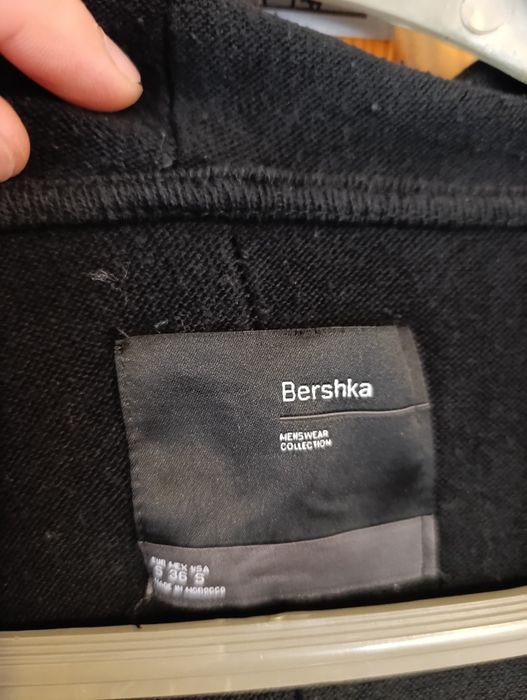 Bershka
MENSWEAR
COLLECTION
EUR MEX USA
S 36 S
MADE IN MOROCCO